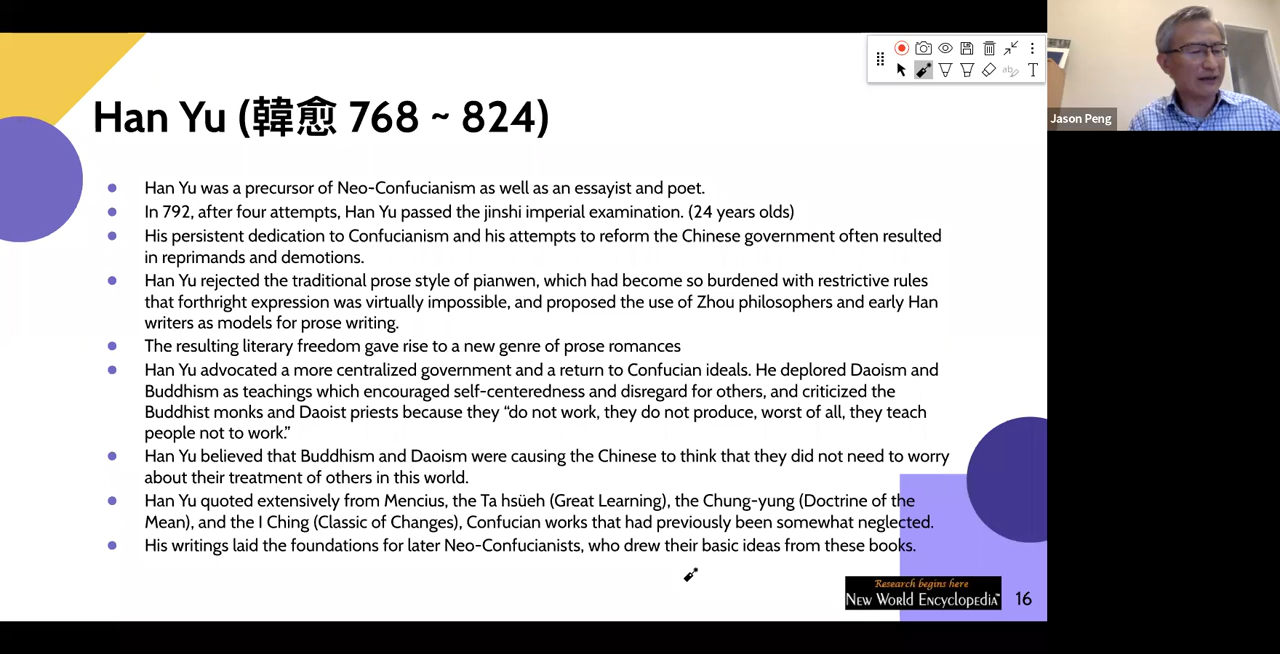 Han Yu (韓愈 768 ~ 824)
Han Yu was a precursor of Neo-Confucianism as well as an essayist and poet.
In 792, after four attempts, Han Yu passed the jinshi imperial examination. (24 years olds)
His persistent dedication to Confucianism and his attempts to reform the Chinese government often resulted
in reprimands and demotions.
Han Yu rejected the traditional prose style of pianwen, which had become so burdened with restrictive rules
that forthright expression was virtually impossible, and proposed the use of Zhou philosophers and early Han
writers as models for prose writing.
The resulting literary freedom gave rise to a new genre of prose romances
Han Yu advocated a more centralized government and a return to Confucian ideals. He deplored Daoism and
Buddhism as teachings which encouraged self-centeredness and disregard for others, and criticized the
Buddhist monks and Daoist priests because they “do not work, they do not produce, worst of all, they teach
people not to work.”
Han Yu believed that Buddhism and Daoism were causing the Chinese to think that they did not need to worry
about their treatment of others in this world.
Han Yu quoted extensively from Mencius, the Ta hsüeh (Great Learning), the Chung-yung (Doctrine of the
Mean), and the I Ching (Classic of Changes), Confucian works that had previously been somewhat neglected.
His writings laid the foundations for later Neo-Confucianists, who drew their basic ideas from these books.
Research begins here
New World Encyclopedia™
16
ab
T
Jason Peng